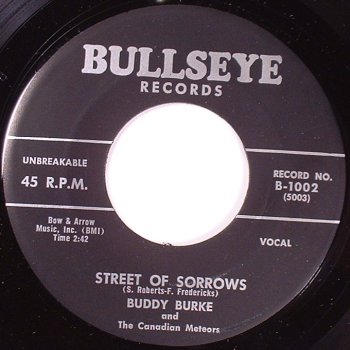 BULLSEYE
RECORDS
UNBREAKABLE
45 R.P.M.
RECORD NO.
B-1002
(5003)
Bow & Arrow
Music, Inc. (BMI)
Time 2:42
VOCAL
STREET OF SORROWS
(S. Roberts-F. Fredericks)
BUDDY BURKE
and
The Canadian Meteors